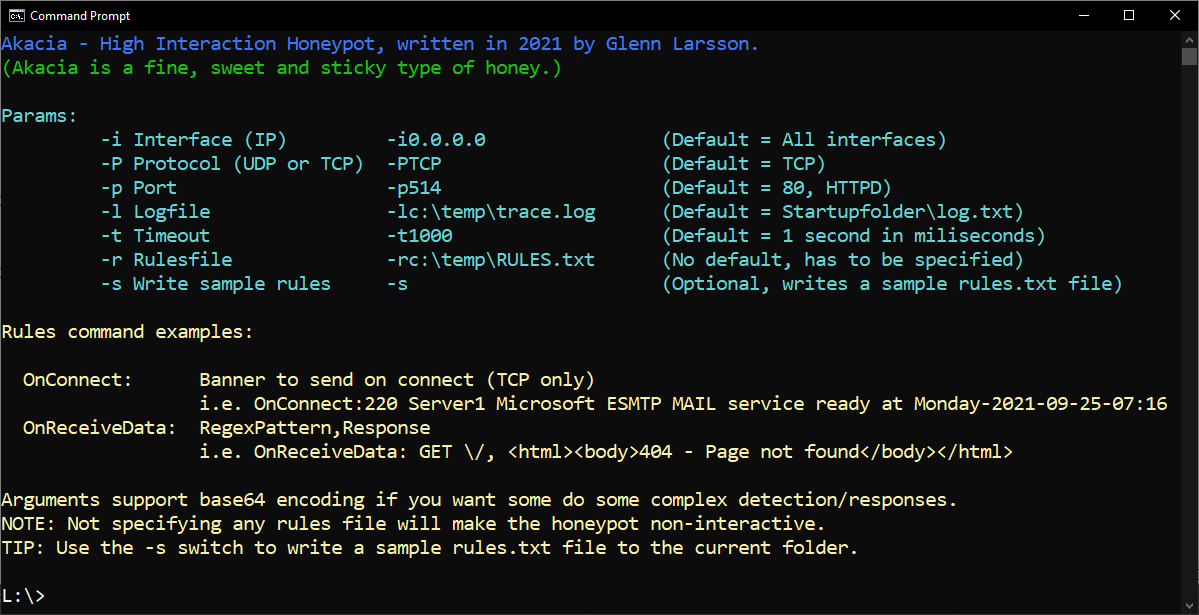 Command Prompt
Akacia - High Interaction Honeypot, written in 2021 by Glenn Larsson.
(Akacia is a fine, sweet and sticky type of honey.)
Params:
-i Interface (IP) -i0.0.0.0 (Default = All interfaces)
-P Protocol (UDP or TCP) -PTCP (Default = TCP)
-p Port -p514 (Default = 80, HTTPD)
-l Logfile -lc:\temp\trace.log (Default = Startupfolder\log.txt)
-t Timeout -t1000 (Default = 1 second in miliseconds)
-r Rulesfile -rc:\temp\RULES.txt (No default, has to be specified)
-s Write sample rules -s (Optional, writes a sample rules.txt file)
Rules command examples:
OnConnect: Banner to send on connect (TCP only)
i.e. OnConnect:220 Server1 Microsoft ESMTP MAIL service ready at Monday-2021-09-25-07:16
OnReceiveData: RegexPattern,Response
i.e. OnReceiveData: GET \/, <html><body>404 - Page not found</body></html>
Arguments support base64 encoding if you want some do some complex detection/responses.
NOTE: Not specifying any rules file will make the honeypot non-interactive.
TIP: Use the -s switch to write a sample rules.txt file to the current folder.
L:\>